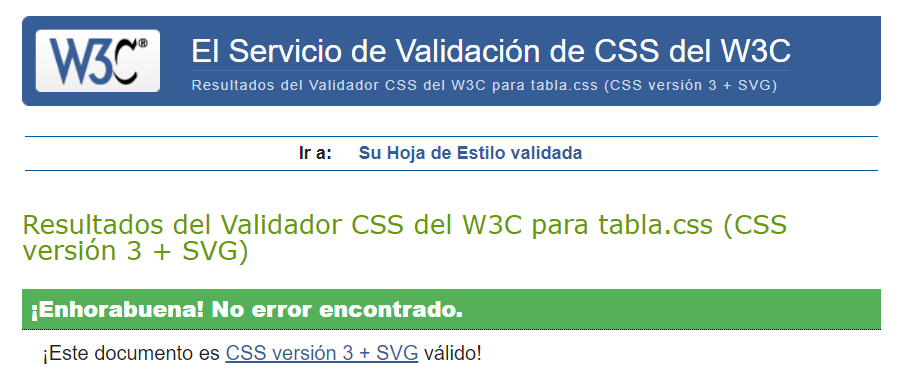 W3C®
El Servicio de Validación de CSS del W3C
Resultados del Validador CSS del W3C para tabla.css (CSS versión 3 + SVG)
Ir a: Su Hoja de Estilo validada
Resultados del Validador CSS del W3C para tabla.css (CSS
versión 3 + SVG)
¡Enhorabuena! No error encontrado.
¡Este documento es CSS versión 3 + SVG válido!